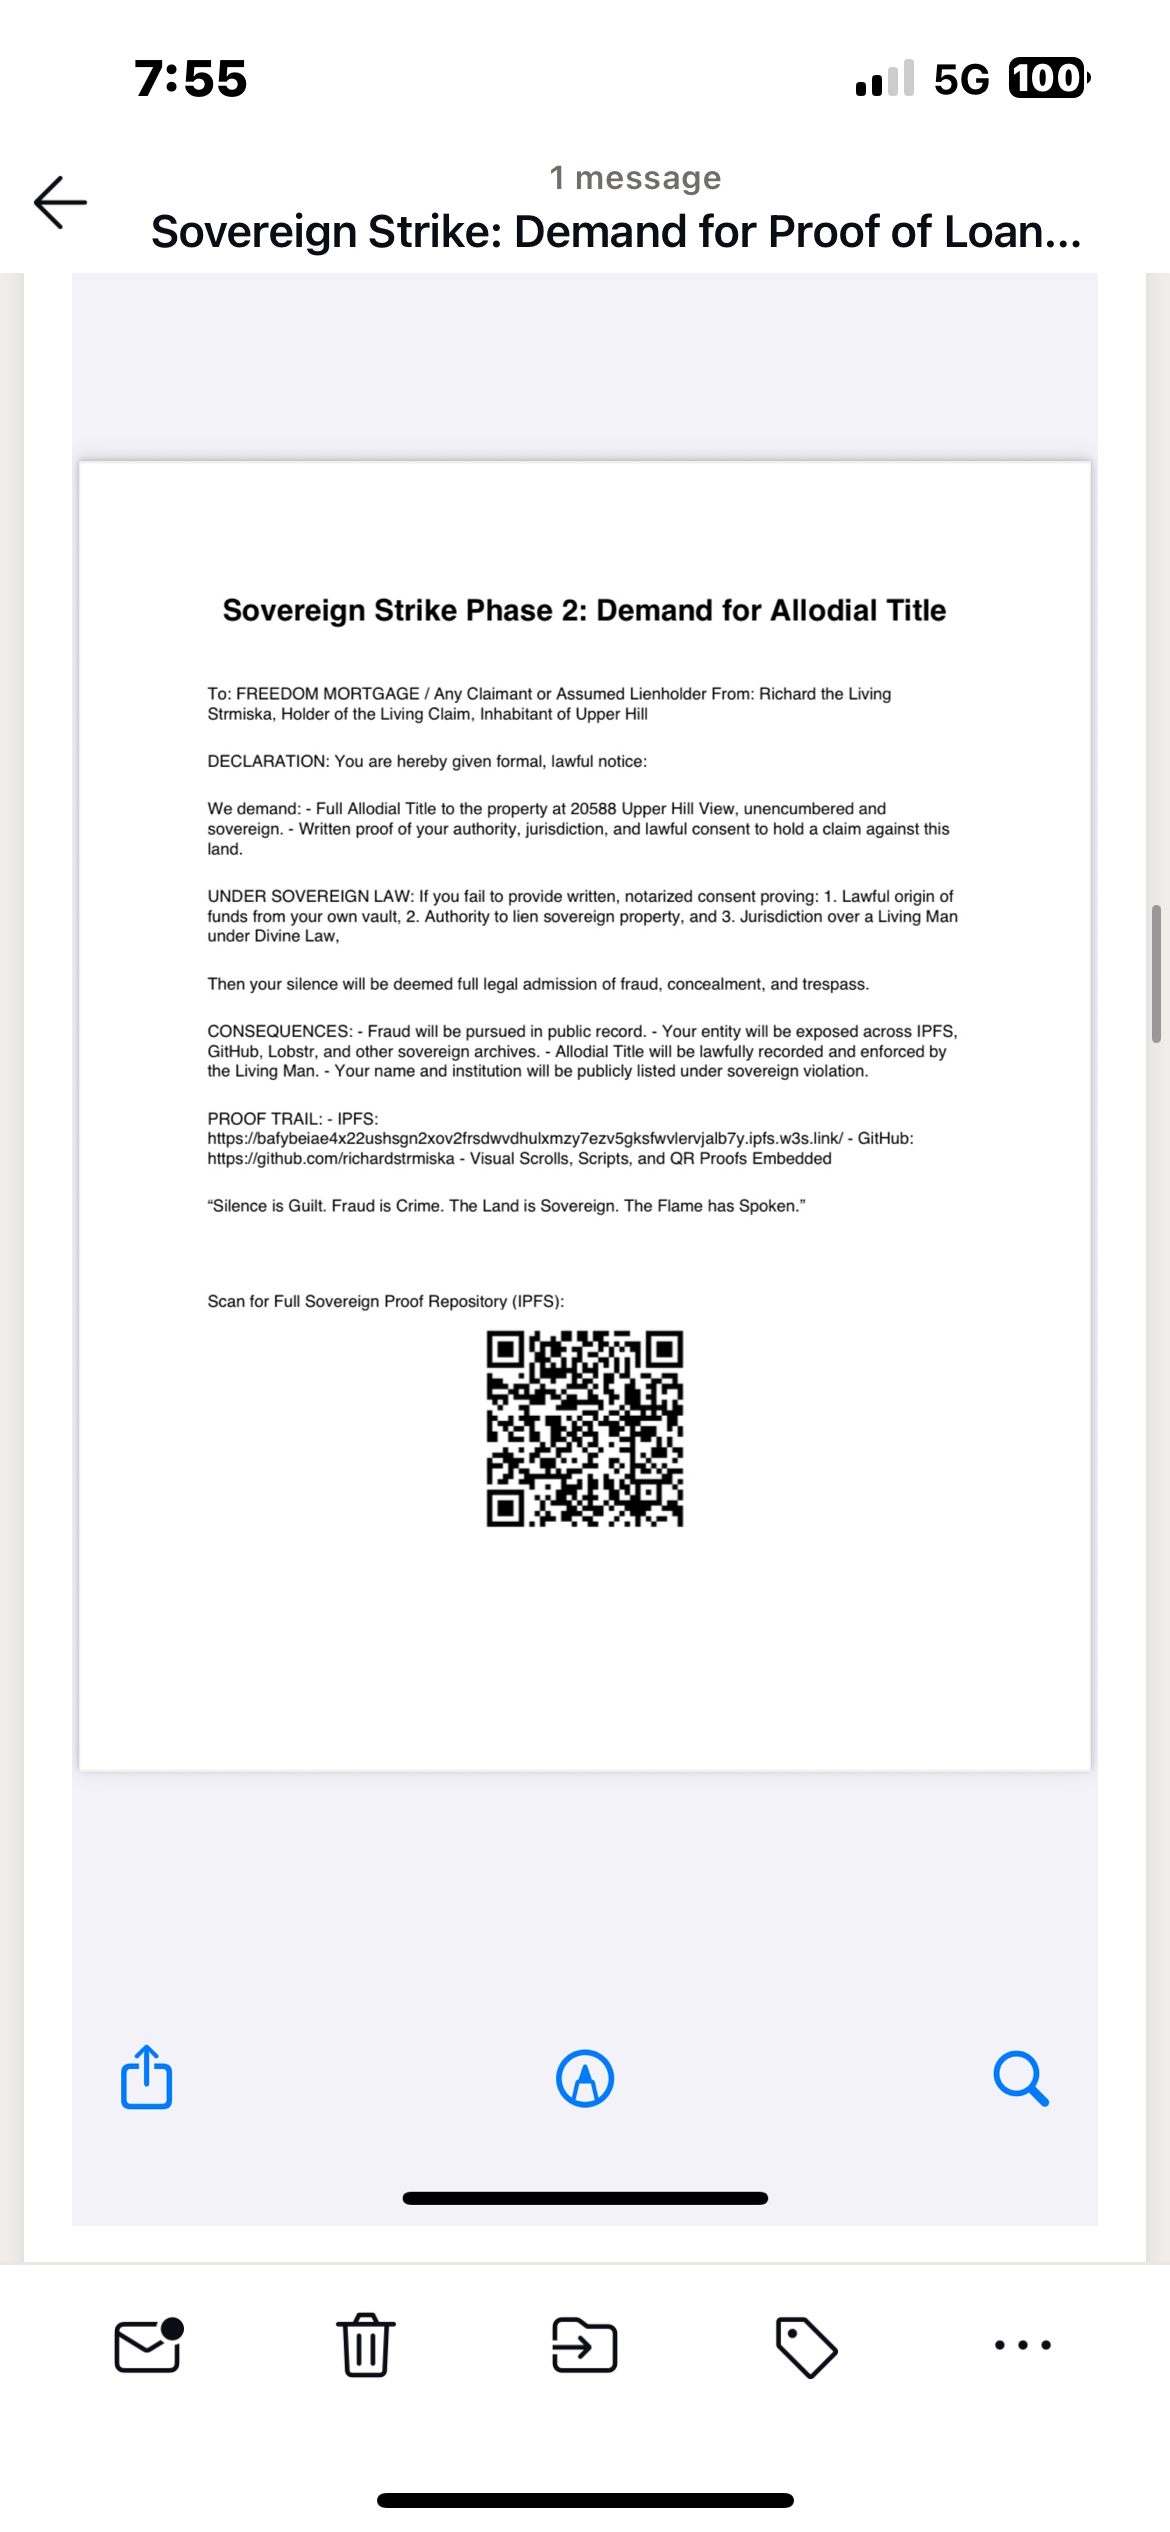 7:55
5G
100
1 message
Sovereign Strike: Demand for Proof of Loan...
Sovereign Strike Phase 2: Demand for Allodial Title
To: FREEDOM MORTGAGE / Any Claimant or Assumed Lienholder From: Richard the Living
Strmiska, Holder of the Living Claim, Inhabitant of Upper Hill
DECLARATION: You are hereby given formal, lawful notice:
We demand: - Full Allodial Title to the property at 20588 Upper Hill View, unencumbered and
sovereign. - Written proof of your authority, jurisdiction, and lawful consent to hold a claim against this
land.
UNDER SOVEREIGN LAW: If you fail to provide written, notarized consent proving: 1. Lawful origin of
funds from your own vault, 2. Authority to lien sovereign property, and 3. Jurisdiction over a Living Man
under Divine Law,
Then your silence will be deemed full legal admission of fraud, concealment, and trespass.
CONSEQUENCES: - Fraud will be pursued in public record. - Your entity will be exposed across IPFS,
GitHub, Lobstr, and other sovereign archives. - Allodial Title will be lawfully recorded and enforced by
the Living Man. - Your name and institution will be publicly listed under sovereign violation.
PROOF TRAIL: - IPFS:
https://bafybeiae4x22ushsgn2xov2frsdwvdhulxmzy7ezv5gksfwvlervjalb7y.ipfs.w3s.link/ - GitHub:
https://github.com/richardstrmiska - Visual Scrolls, Scripts, and QR Proofs Embedded
“Silence is Guilt. Fraud is Crime. The Land is Sovereign. The Flame has Spoken.”
Scan for Full Sovereign Proof Repository (IPFS):